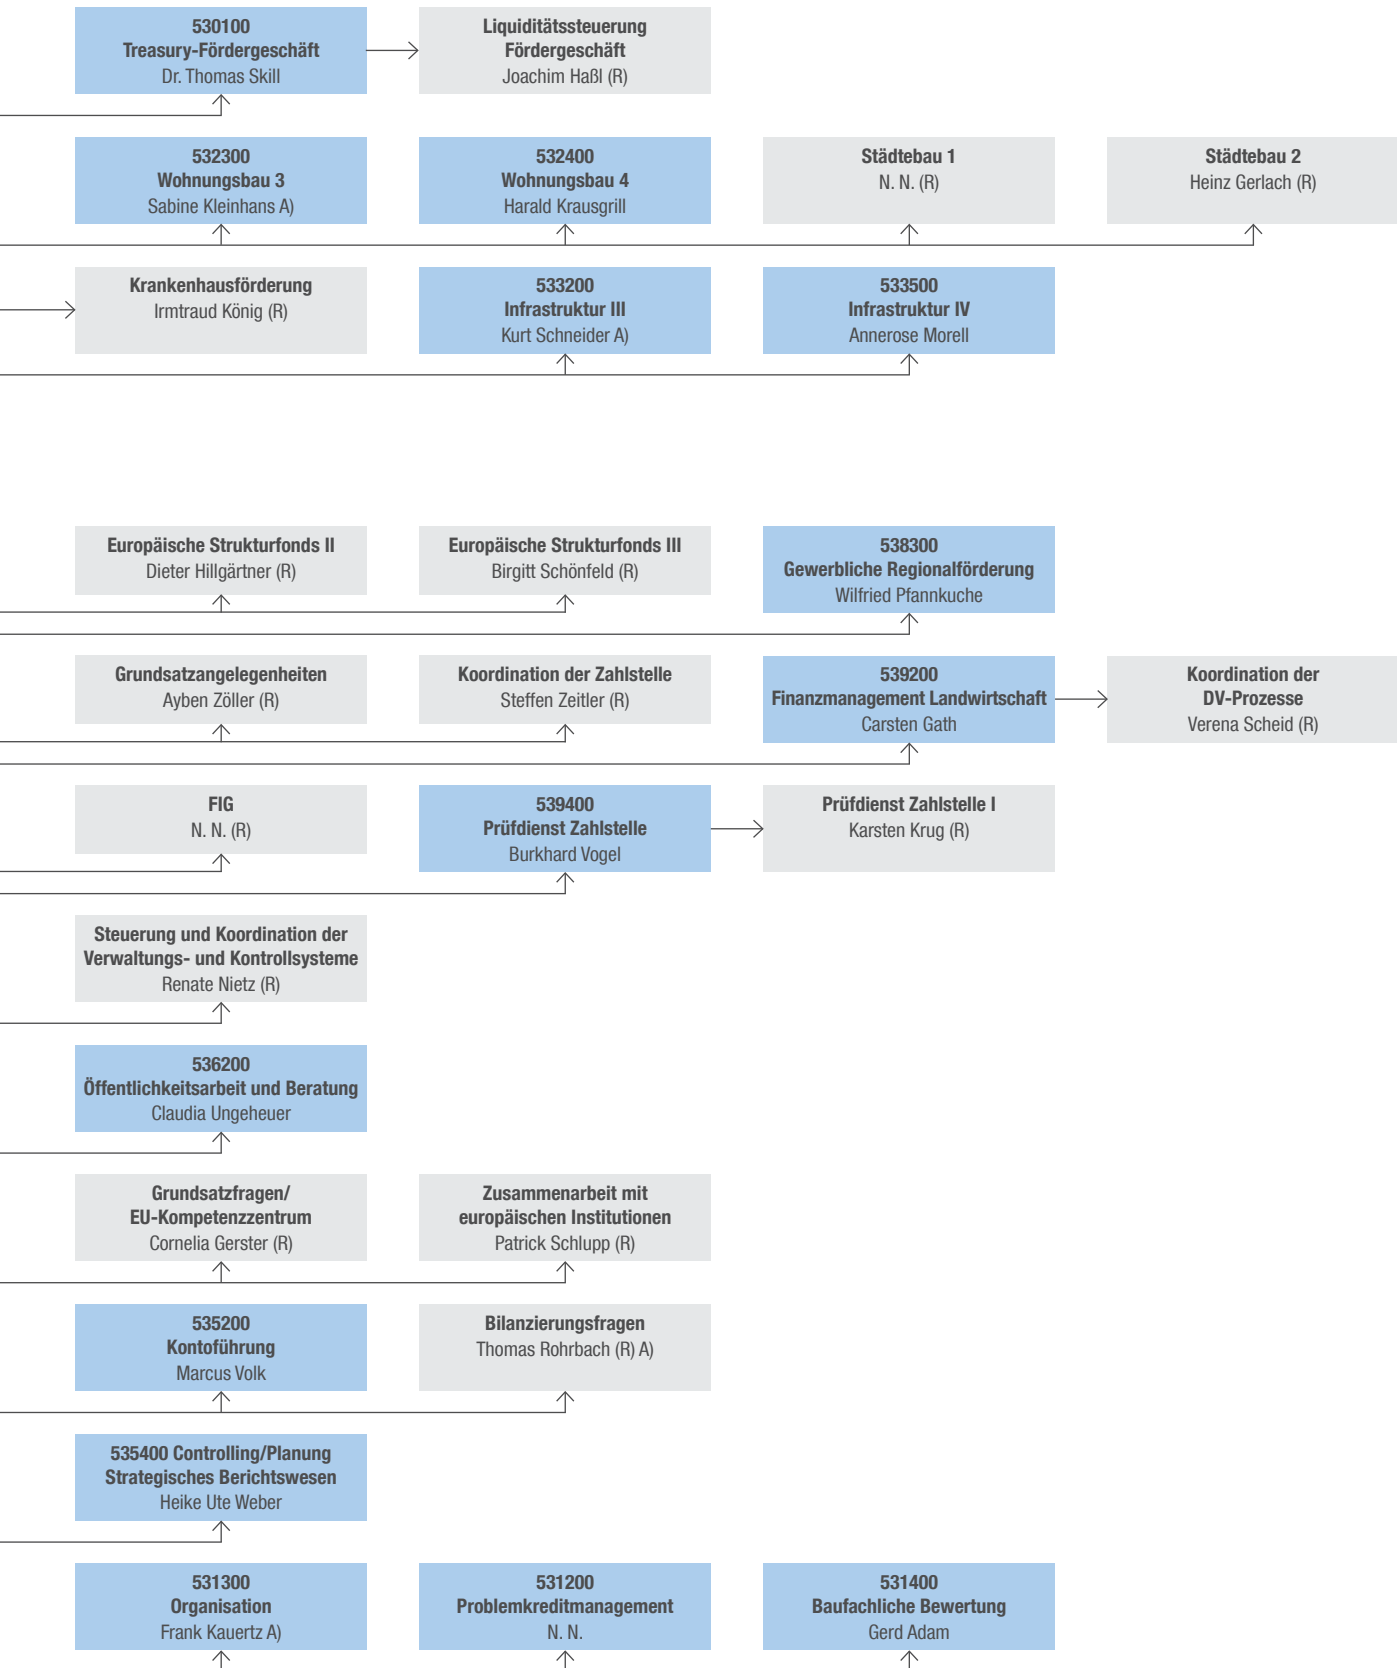 530100
Treasury-Fördergeschäft
Dr. Thomas Skill
Liquiditätssteuerung
Fördergeschäft
Joachim Haßl (R)
532300
Wohnungsbau 3
Sabine Kleinhans A)
532400
Wohnungsbau 4
Harald Krausgrill
Städtebau 1
N. N. (R)
Städtebau 2
Heinz Gerlach (R)
Krankenhausförderung
Irmtraud König (R)
533200
Infrastruktur III
Kurt Schneider A)
533500
Infrastruktur IV
Annerose Morell
Europäische Strukturfonds II
Dieter Hillgärtner (R)
Europäische Strukturfonds III
Birgitt Schönfeld (R)
538300
Gewerbliche Regionalförderung
Wilfried Pfannkuche
Grundsatzangelegenheiten
Ayben Zöller (R)
Koordination der Zahlstelle
Steffen Zeitler (R)
539200
Finanzmanagement Landwirtschaft
Carsten Gath
Koordination der
DV-Prozesse
Verena Scheid (R)
FIG
N. N. (R)
539400
Prüfdienst Zahlstelle
Burkhard Vogel
Prüfdienst Zahlstelle I
Karsten Krug (R)
Steuerung und Koordination der
Verwaltungs- und Kontrollsysteme
Renate Nietz (R)
536200
Öffentlichkeitsarbeit und Beratung
Claudia Ungeheuer
Grundsatzfragen/
EU-Kompetenzzentrum
Cornelia Gerster (R)
Zusammenarbeit mit
europäischen Institutionen
Patrick Schlupp (R)
535200
Kontoführung
Marcus Volk
Bilanzierungsfragen
Thomas Rohrbach (R) A)
535400 Controlling/Planung
Strategisches Berichtswesen
Heike Ute Weber
531300
Organisation
Frank Kauertz A)
531200
Problemkreditmanagement
N. N.
531400
Baufachliche Bewertung
Gerd Adam